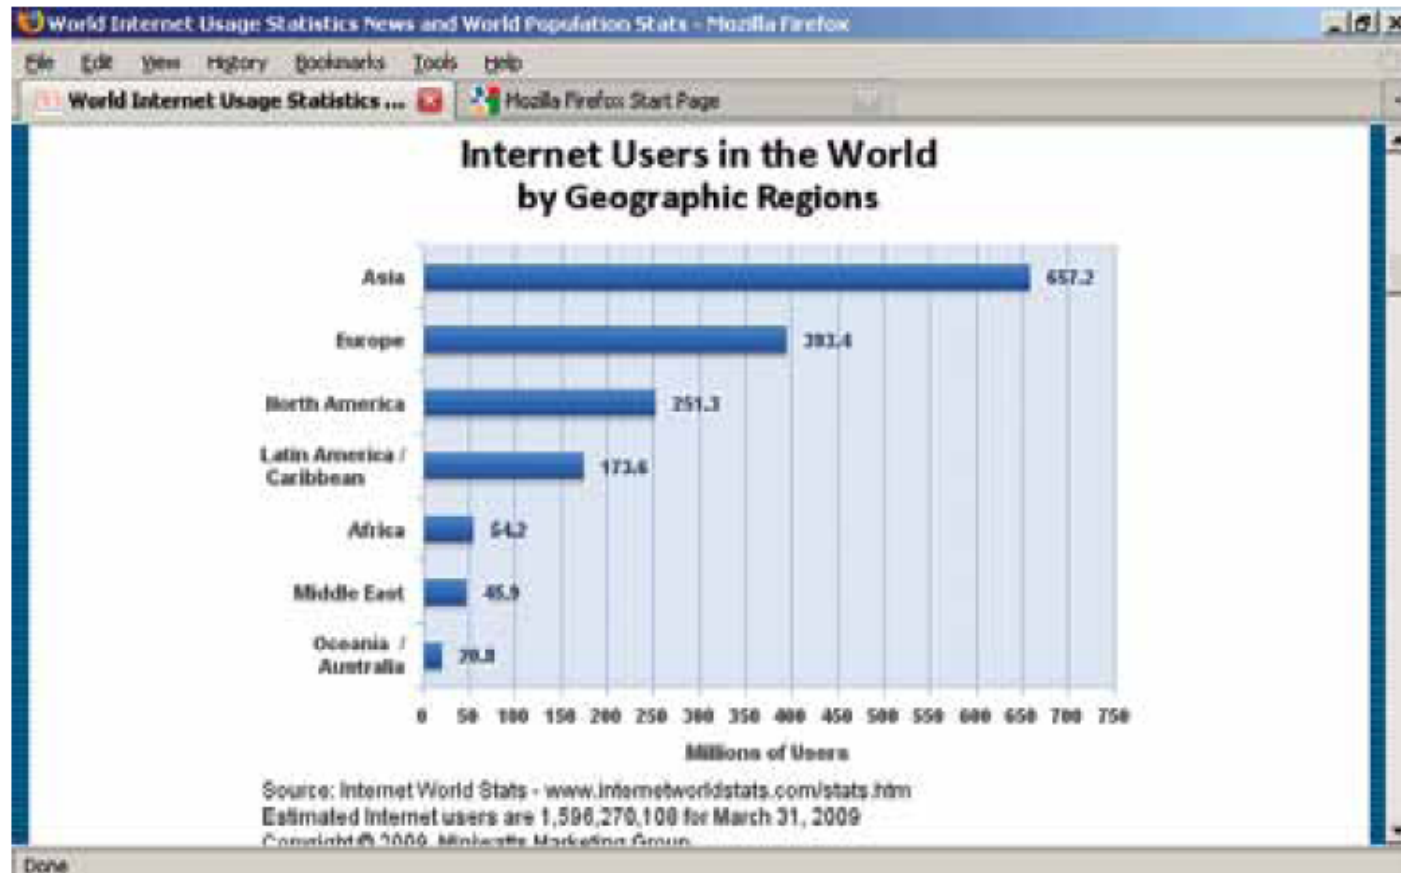 World Internet Usage Statistics News and World Population Stats - Mozilla Firefox
File Edit View History Bookmarks Tools Help
World Internet Usage Statistics ... Mozilla Firefox Start Page
Internet Users in the World
by Geographic Regions
Asia 657.2
Europe 393.4
North America 251.3
Latin America / 173.6
Caribbean
Africa 54.2
Middle East 45.9
Oceania / 20.8
Australia
0 50 100 150 200 250 300 350 400 450 500 550 600 650 700 750
Millions of Users
Source: Internet World Stats - www.internetworldstats.com/stats.htm
Estimated Internet users are 1,596,270,108 for March 31, 2009
Copyright © 2009, Miniwatts Marketing Group
Done